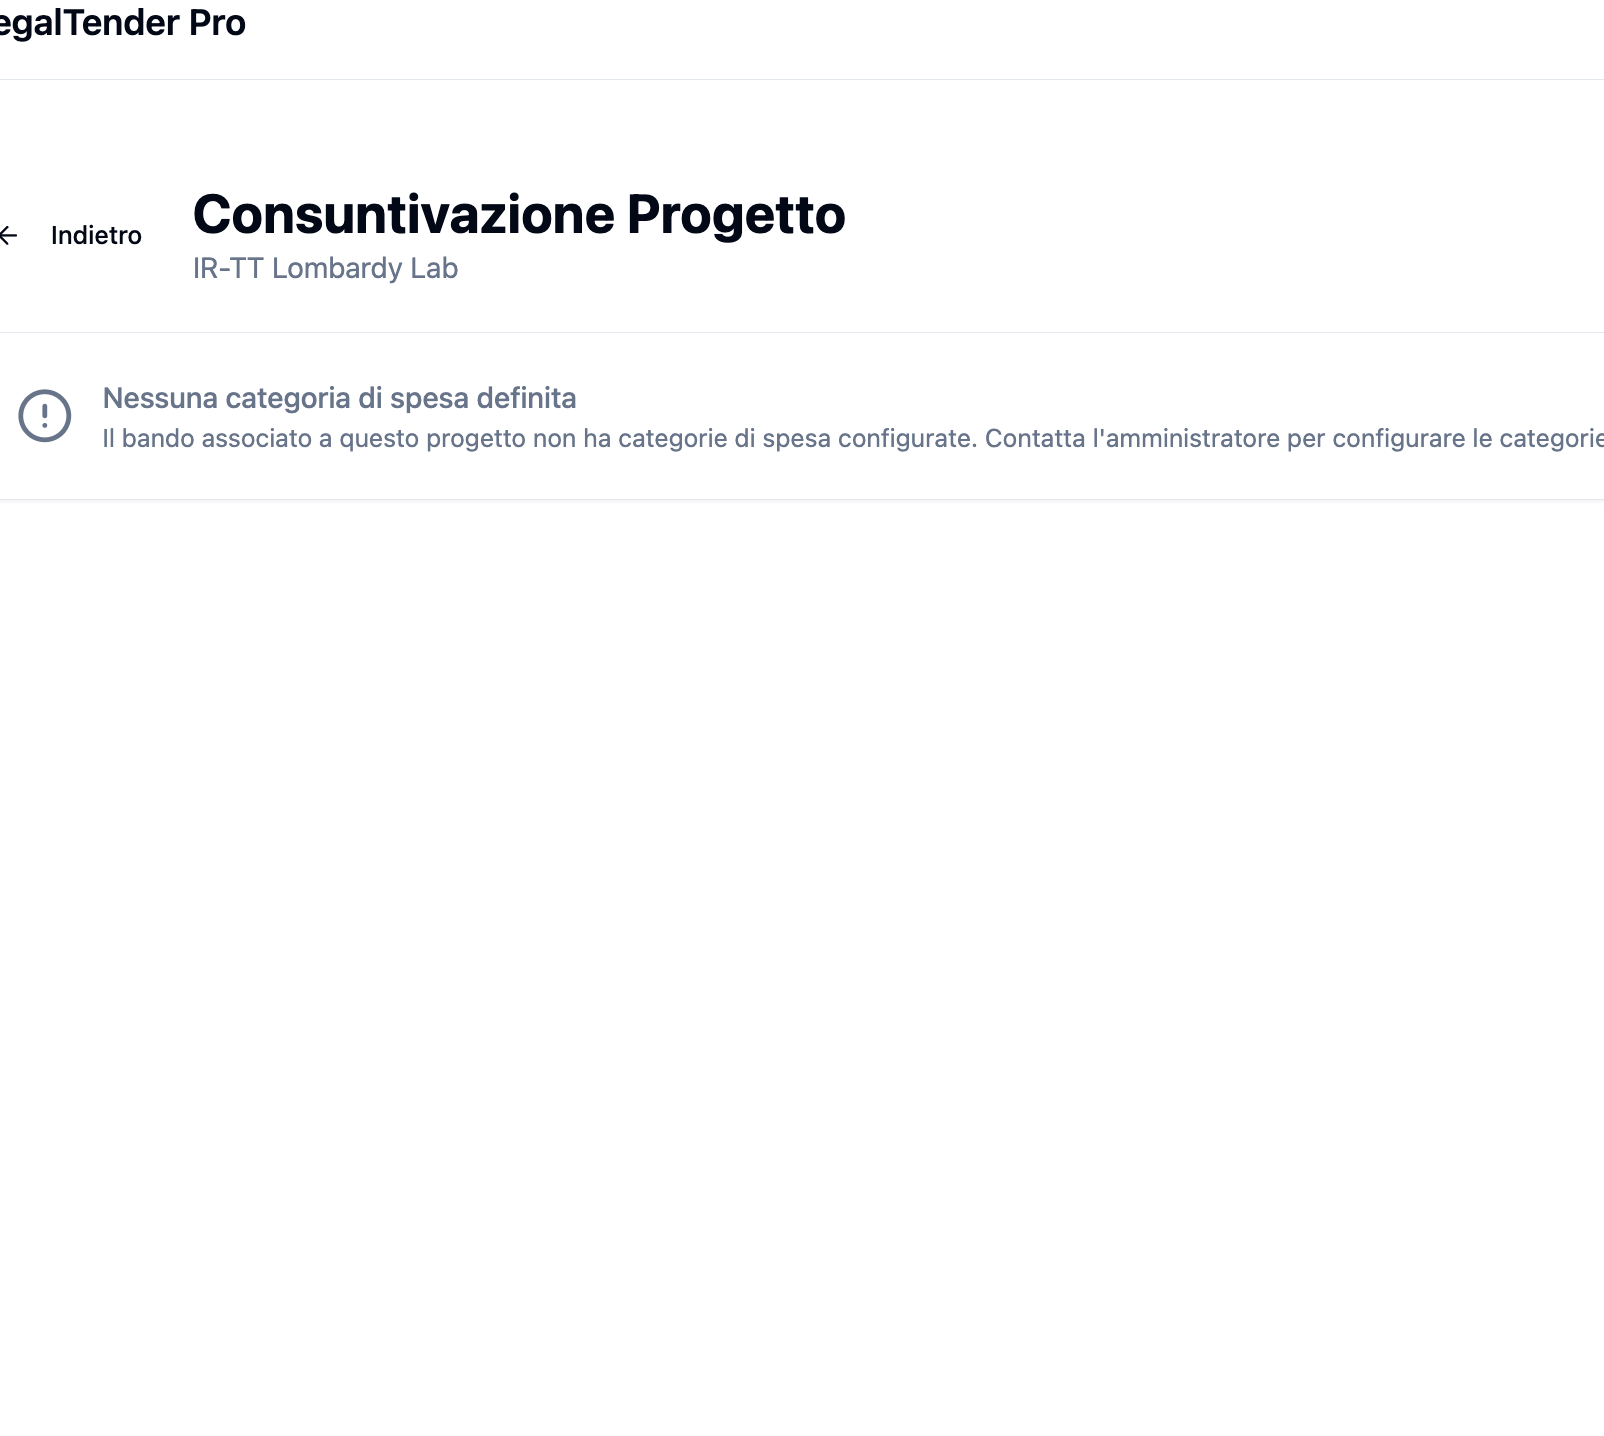 egalTender Pro
Indietro
Consuntivazione Progetto
IR-TT Lombardy Lab
Nessuna categoria di spesa definita
Il bando associato a questo progetto non ha categorie di spesa configurate. Contatta l'amministratore per configurare le categorie